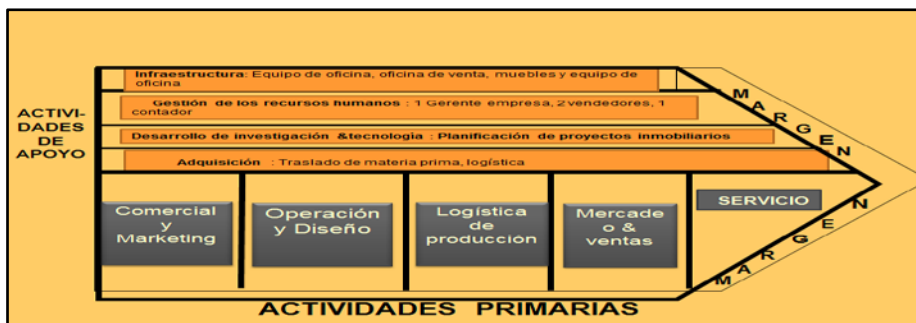 Infraestructura: Equipo de oficina, oficina de venta, muebles y equipo de
oficina
Gestión de los recursos humanos : 1 Gerente empresa, 2 vendedores, 1
contador
Desarrollo de investigación &tecnología : Planificación de proyectos inmobiliarios
Adquisición : Traslado de materia prima, logística
ACTIVI-
DADES
DE
APOYO
MARGEN
Comercial
y
Marketing
Operación
y Diseño
Logística
de
producción
Mercade
o &
ventas
SERVICIO
MARGEN
ACTIVIDADES PRIMARIAS